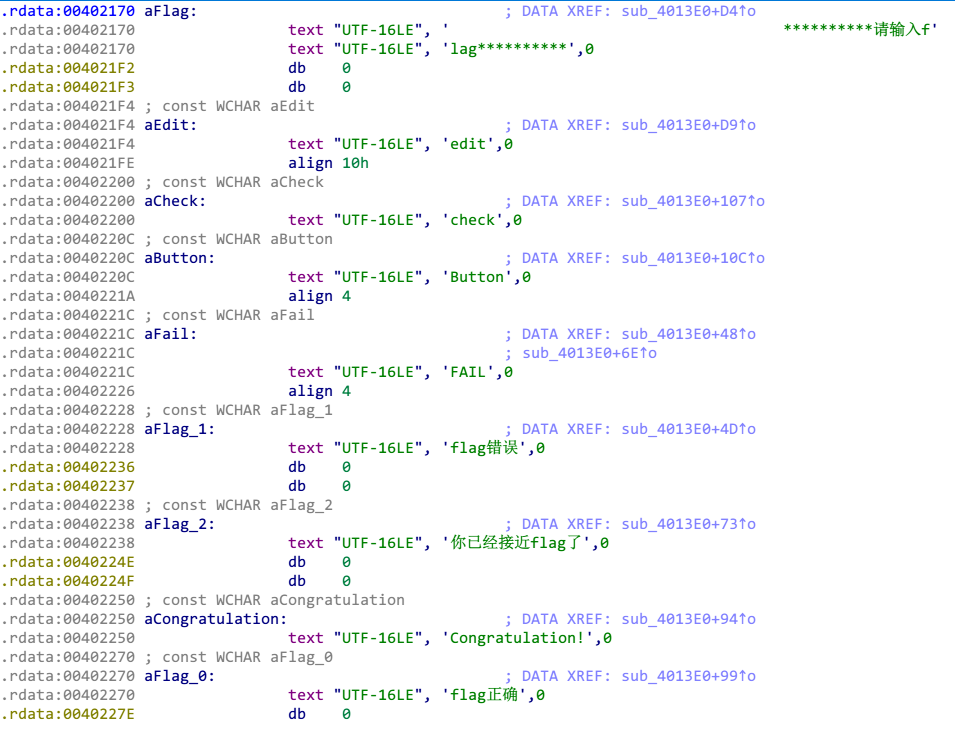 .rdata:00402170 aFlag: ; DATA XREF: sub_4013E0+D4↑o
.rdata:00402170 text "UTF-16LE", ' **********请输入f'
.rdata:00402170 text "UTF-16LE", 'lag**********',0
.rdata:004021F2 db 0
.rdata:004021F3 db 0
.rdata:004021F4 ; const WCHAR aEdit
.rdata:004021F4 aEdit: ; DATA XREF: sub_4013E0+D9↑o
.rdata:004021F4 text "UTF-16LE", 'edit',0
.rdata:004021FE align 10h
.rdata:00402200 ; const WCHAR aCheck
.rdata:00402200 aCheck: ; DATA XREF: sub_4013E0+107↑o
.rdata:00402200 text "UTF-16LE", 'check',0
.rdata:0040220C ; const WCHAR aButton
.rdata:0040220C aButton: ; DATA XREF: sub_4013E0+10C↑o
.rdata:0040220C text "UTF-16LE", 'Button',0
.rdata:0040221A align 4
.rdata:0040221C ; const WCHAR aFail
.rdata:0040221C aFail: ; DATA XREF: sub_4013E0+48↑o
.rdata:0040221C ; sub_4013E0+6E↑o
.rdata:0040221C text "UTF-16LE", 'FAIL',0
.rdata:00402226 align 4
.rdata:00402228 ; const WCHAR aFlag_1
.rdata:00402228 aFlag_1: ; DATA XREF: sub_4013E0+4D↑o
.rdata:00402228 text "UTF-16LE", 'flag错误',0
.rdata:00402236 db 0
.rdata:00402237 db 0
.rdata:00402238 ; const WCHAR aFlag_2
.rdata:00402238 aFlag_2: ; DATA XREF: sub_4013E0+73↑o
.rdata:00402238 text "UTF-16LE", '你已经接近flag了',0
.rdata:0040224E db 0
.rdata:0040224F db 0
.rdata:00402250 ; const WCHAR aCongratulation
.rdata:00402250 aCongratulation: ; DATA XREF: sub_4013E0+94↑o
.rdata:00402250 text "UTF-16LE", 'Congratulation!',0
.rdata:00402270 ; const WCHAR aFlag_0
.rdata:00402270 aFlag_0: ; DATA XREF: sub_4013E0+99↑o
.rdata:00402270 text "UTF-16LE", 'flag正确',0
.rdata:0040227E db 0